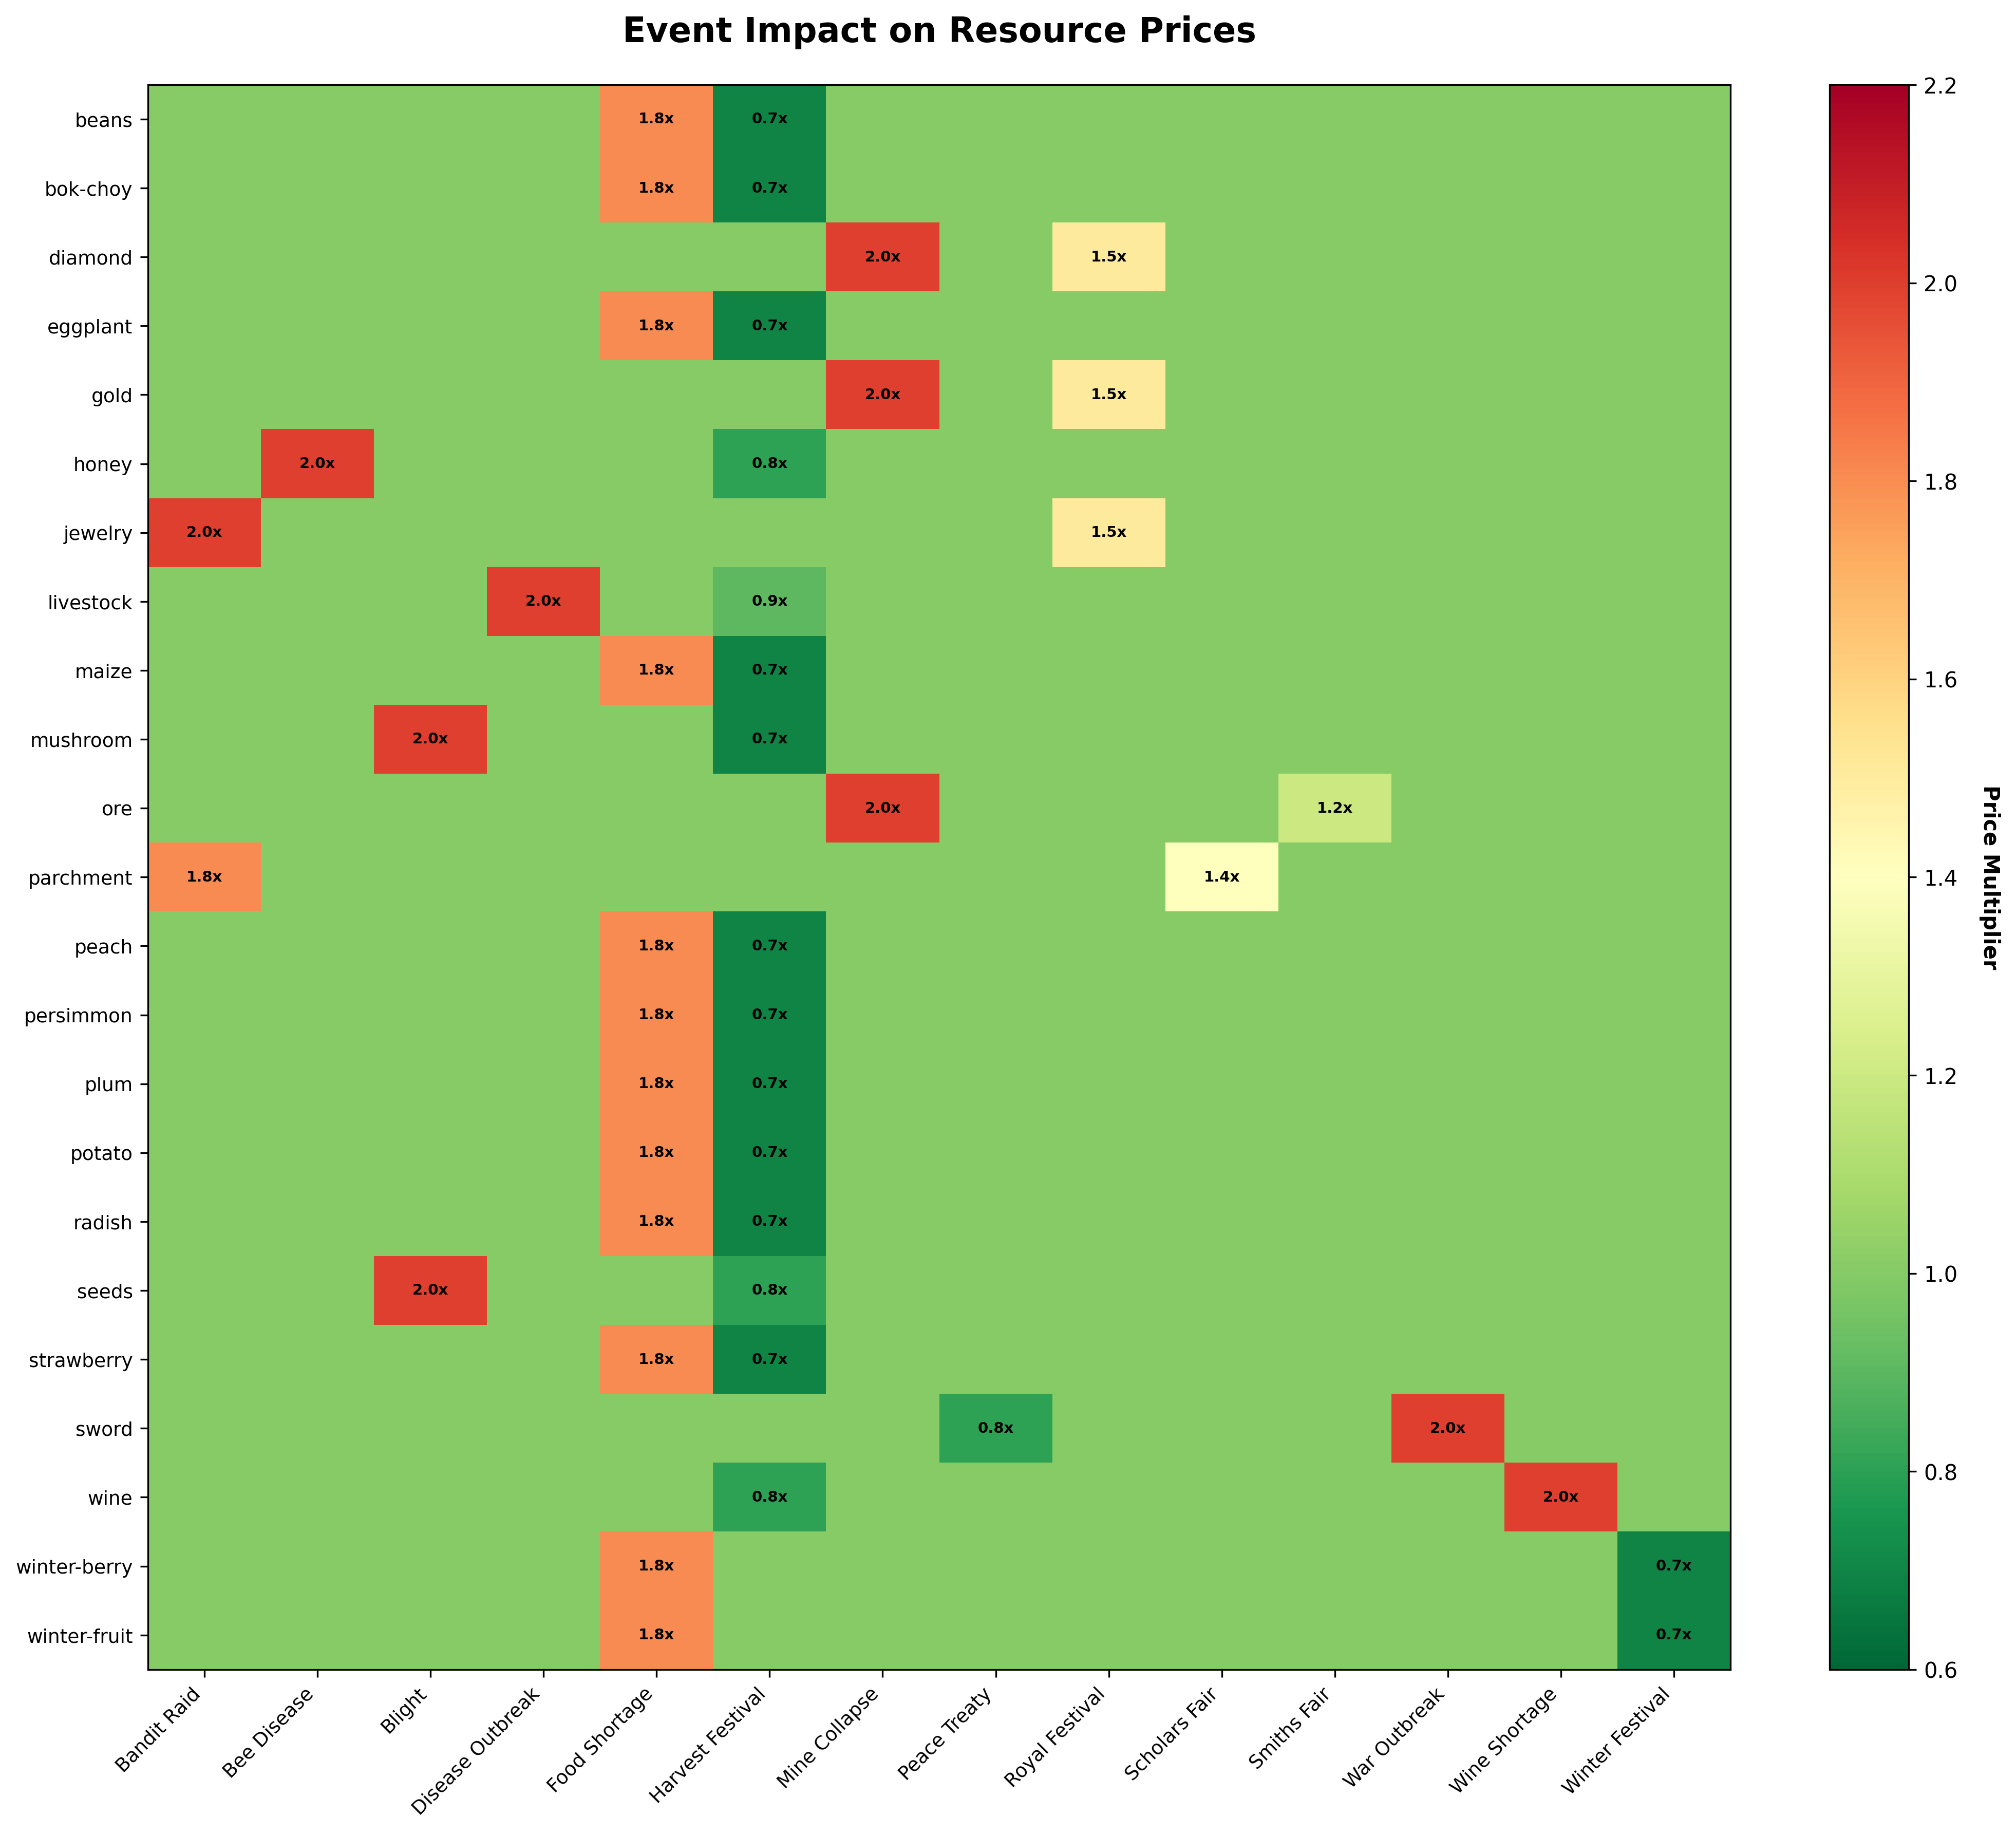 Event Impact on Resource Prices
beans 1.8x 0.7x
bok-choy 1.8x 0.7x
diamond 2.0x 1.5x
eggplant 1.8x 0.7x
gold 2.0x 1.5x
honey 2.0x 0.8x
jewelry 2.0x 1.5x
livestock 2.0x 0.9x
maize 1.8x 0.7x
mushroom 2.0x 0.7x
ore 2.0x 1.2x
parchment 1.8x 1.4x
peach 1.8x 0.7x
persimmon 1.8x 0.7x
plum 1.8x 0.7x
potato 1.8x 0.7x
radish 1.8x 0.7x
seeds 2.0x 0.8x
strawberry 1.8x 0.7x
sword 0.8x 2.0x
wine 0.8x 2.0x
winter-berry 1.8x 0.7x
winter-fruit 1.8x 0.7x
Bandit Raid
Bee Disease
Blight
Disease Outbreak
Food Shortage
Harvest Festival
Mine Collapse
Peace Treaty
Royal Festival
Scholars Fair
Smiths Fair
War Outbreak
Wine Shortage
Winter Festival
2.2
2.0
1.8
1.6
1.4
1.2
1.0
0.8
0.6
Price Multiplier